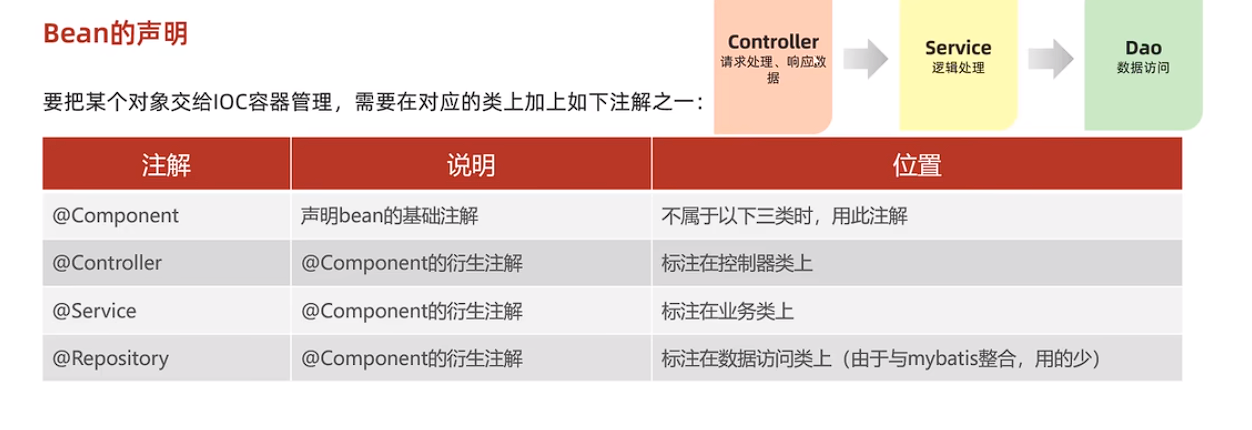 Bean的声明
Controller
请求处理、响应数
据
Service
逻辑处理
Dao
数据访问
要把某个对象交给IOC容器管理，需要在对应的类上加上如下注解之一：
注解 说明 位置
@Component 声明bean的基础注解 不属于以下三类时，用此注解
@Controller @Component的衍生注解 标注在控制器类上
@Service @Component的衍生注解 标注在业务类上
@Repository @Component的衍生注解 标注在数据访问类上（由于与mybatis整合，用的少）